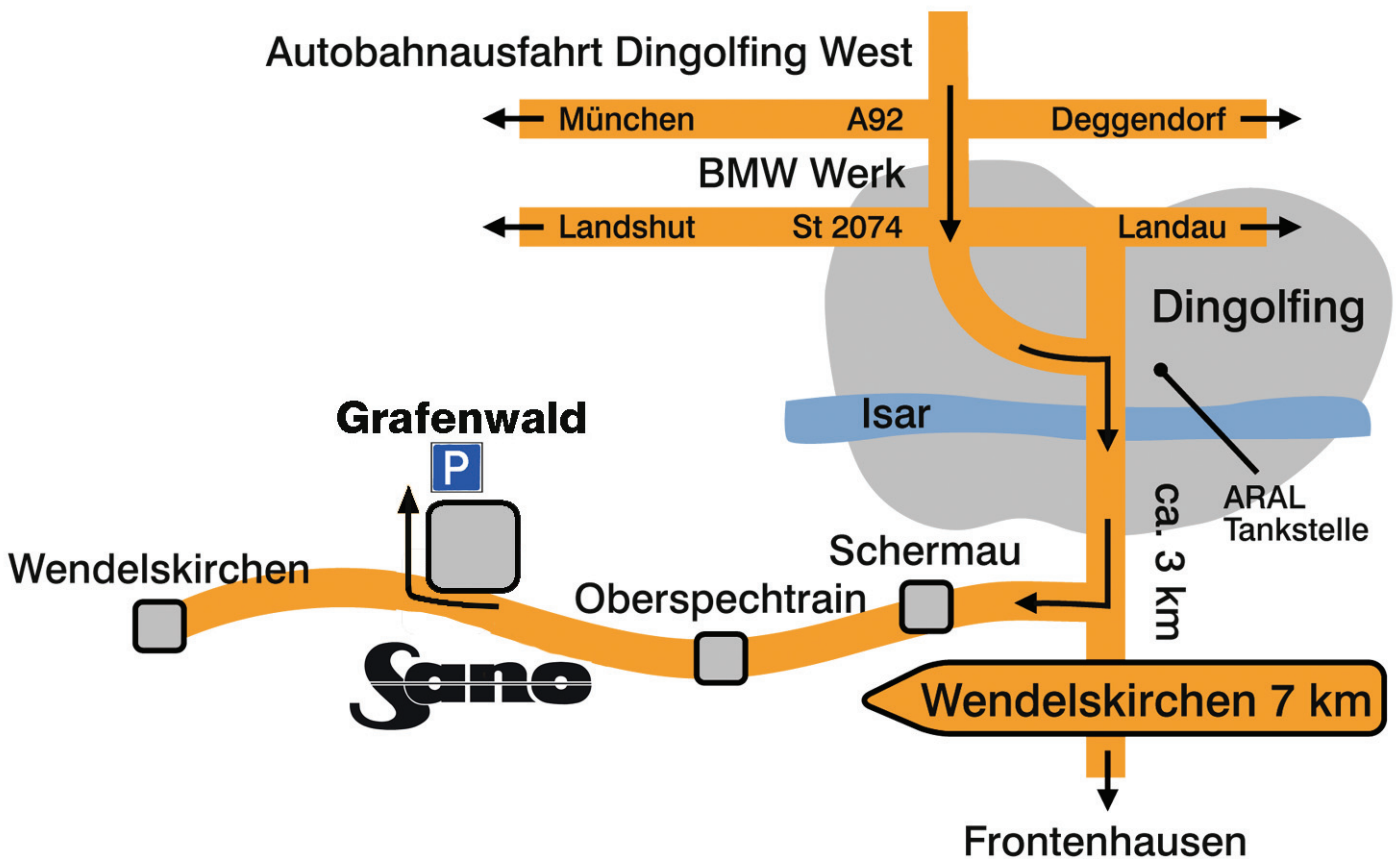 Autobahnausfahrt Dingolfing West
München A92 Deggendorf
BMW Werk
Landshut St 2074 Landau
Dingolfing
Isar
ARAL
Tankstelle
ca. 3 km
Grafenwald
P
Wendelskirchen
Schermau
Oberspechtrain
Sano
Wendelskirchen 7 km
Frontenhausen